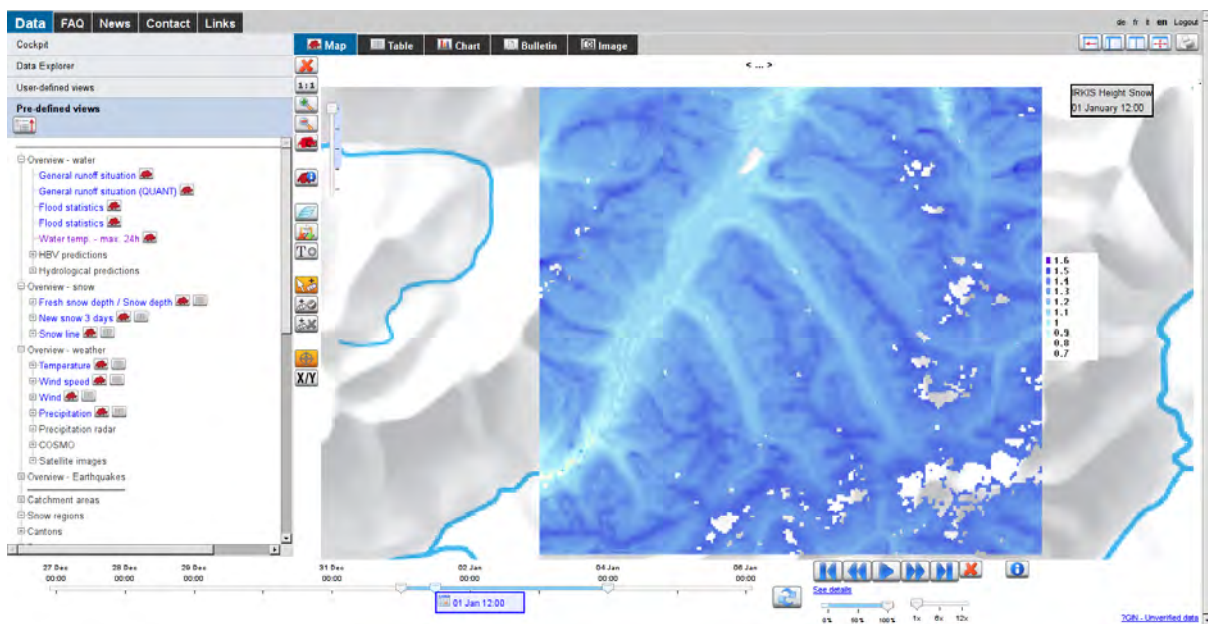 Data FAQ News Contact Links
de fr it en Logout
Cockpit
Map Table Chart Bulletin Image
Data Explorer
< ... >
User-defined views
1:1
Pre-defined views
IRKIS Height Snow
01 January 12:00
Overview - water
General runoff situation
General runoff situation (QUANT)
Flood statistics
Flood statistics
Water temp. - max. 24h
HBV predictions
Hydrological predictions
Overview - snow
Fresh snow depth / Snow depth
New snow 3 days
Snow line
Overview - weather
Temperature
Wind speed
Wind
Precipitation
Precipitation radar
COSMO
Satellite images
Overview - Earthquakes
Catchment areas
Snow regions
Cantons
T
X/Y
1.6
1.5
1.4
1.3
1.2
1.1
1
0.9
0.8
0.7
27 Dez 28 Dez 29 Dez 31 Dez 02 Jan 04 Jan 06 Jan
00:00 00:00 00:00 00:00 00:00 00:00 00:00
01 Jan 12:00
See details
0% 50% 100% 1x 6x 12x
?GIN - Unverified data